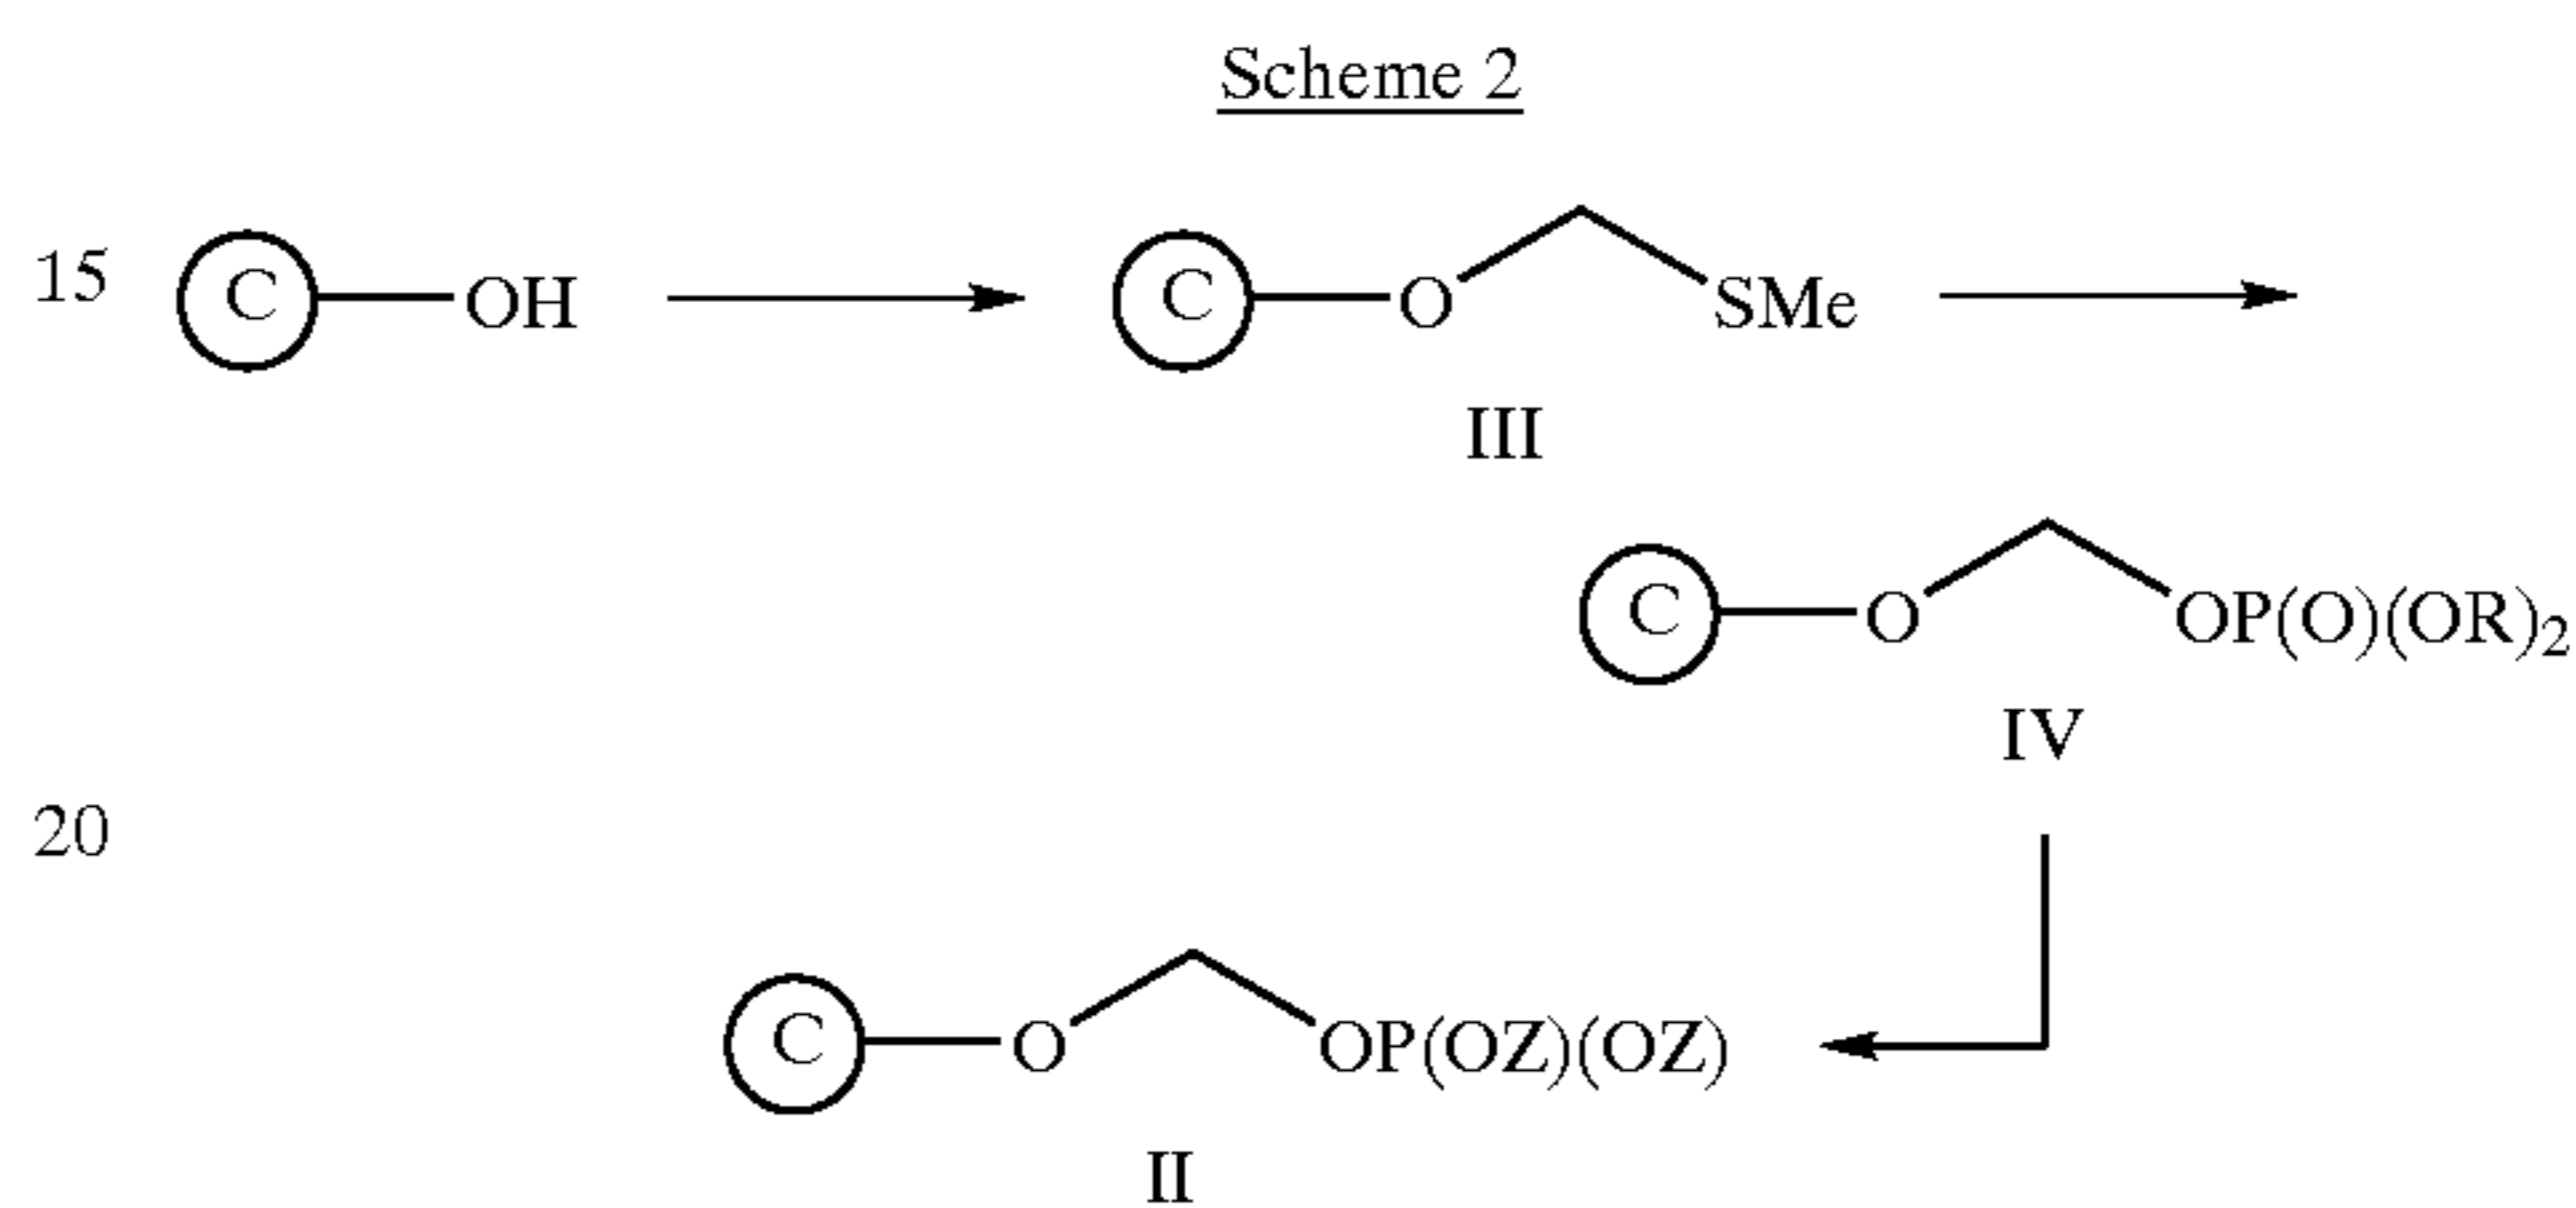 Scheme 2
15 C OH C O SMe
III
C O OP(O)(OR)2
IV
20
C O OP(OZ)(OZ)
II